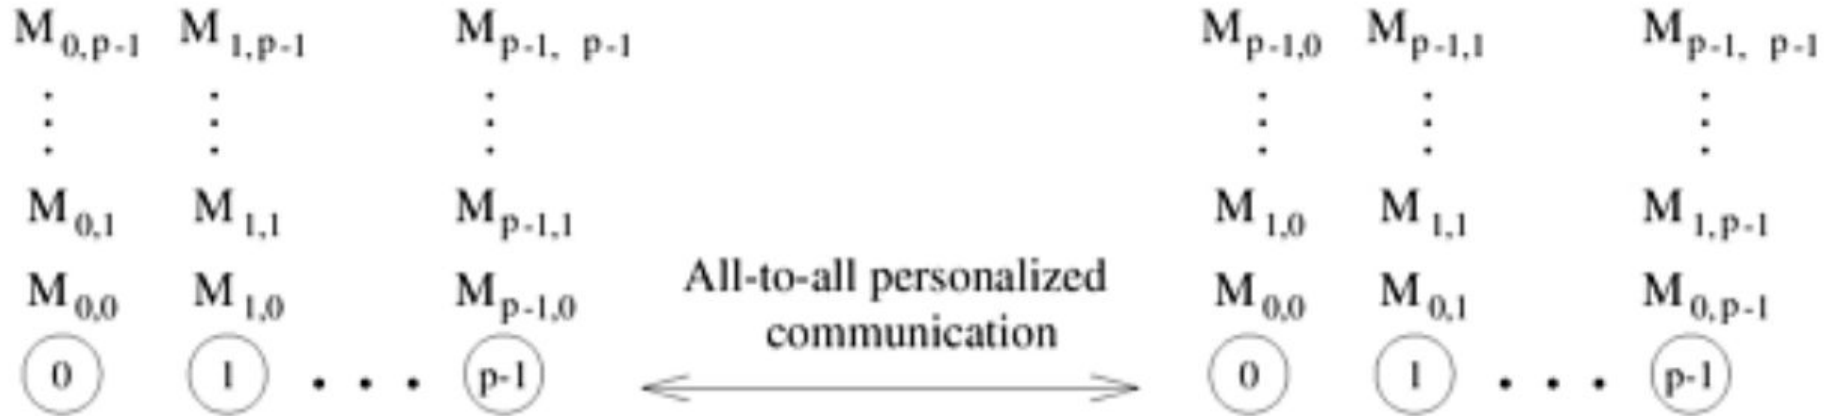 M0,p-1 M1,p-1 Mp-1, p-1 Mp-1,0 Mp-1,1 Mp-1, p-1
M0,1 M1,1 Mp-1,1 M1,0 M1,1 M1,p-1
M0,0 M1,0 Mp-1,0 All-to-all personalized M0,0 M0,1 M0,p-1
communication
0 1 . . . p-1 0 1 . . . p-1